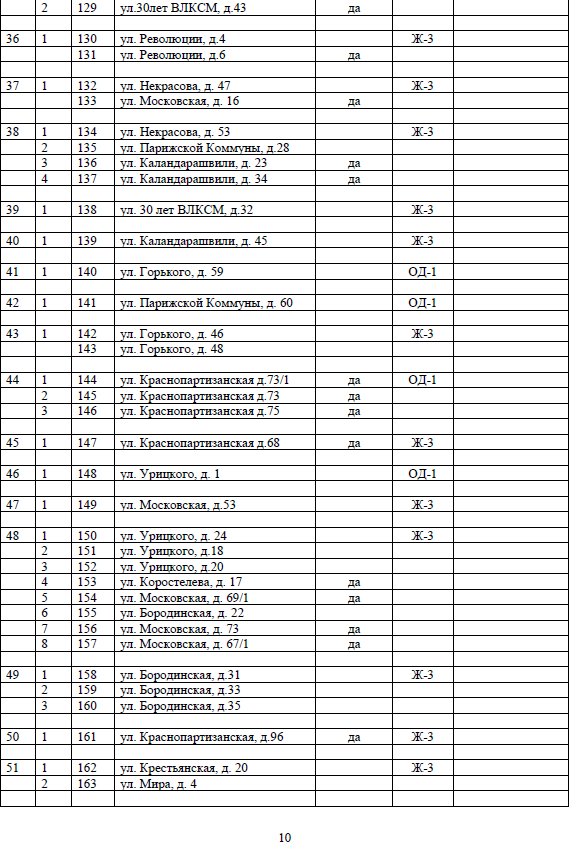 2 129 ул.30лет ВЛКСМ, д.43 да
36 1 130 ул. Революции, д.4 Ж-3
131 ул. Революции, д.6 да
37 1 132 ул. Некрасова, д. 47 Ж-3
133 ул. Московская, д. 16 да
38 1 134 ул. Некрасова, д. 53 Ж-3
2 135 ул. Парижской Коммуны, д.28
3 136 ул. Каландарашвили, д. 23 да
4 137 ул. Каландарашвили, д. 34 да
39 1 138 ул. 30 лет ВЛКСМ, д.32 Ж-3
40 1 139 ул. Каландарашвили, д. 45 Ж-3
41 1 140 ул. Горького, д. 59 ОД-1
42 1 141 ул. Парижской Коммуны, д. 60 ОД-1
43 1 142 ул. Горького, д. 46 Ж-3
143 ул. Горького, д. 48
44 1 144 ул. Краснопартизанская д.73/1 да ОД-1
2 145 ул. Краснопартизанская д.73 да
3 146 ул. Краснопартизанская д.75 да
45 1 147 ул. Краснопартизанская д.68 да Ж-3
46 1 148 ул. Урицкого, д. 1 ОД-1
47 1 149 ул. Московская, д.53 Ж-3
48 1 150 ул. Урицкого, д. 24 Ж-3
2 151 ул. Урицкого, д.18
3 152 ул. Урицкого, д.20
4 153 ул. Коростелева, д. 17 да
5 154 ул. Московская, д. 69/1 да
6 155 ул. Бородинская, д. 22
7 156 ул. Московская, д. 73 да
8 157 ул. Московская, д. 67/1 да
49 1 158 ул. Бородинская, д.31 Ж-3
2 159 ул. Бородинская, д.33
3 160 ул. Бородинская, д.35
50 1 161 ул. Краснопартизанская, д.96 да Ж-3
51 1 162 ул. Крестьянская, д. 20 Ж-3
2 163 ул. Мира, д. 4
10